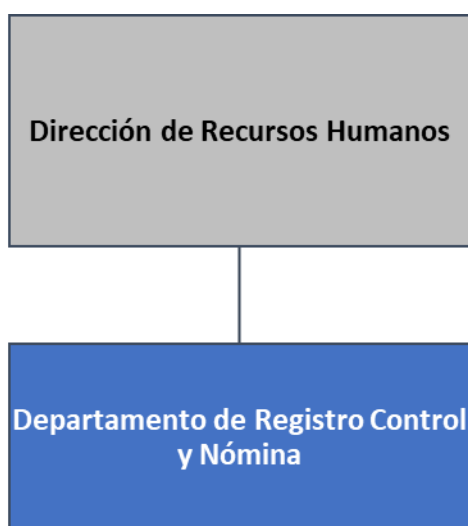 Dirección de Recursos Humanos
Departamento de Registro Control
y Nómina